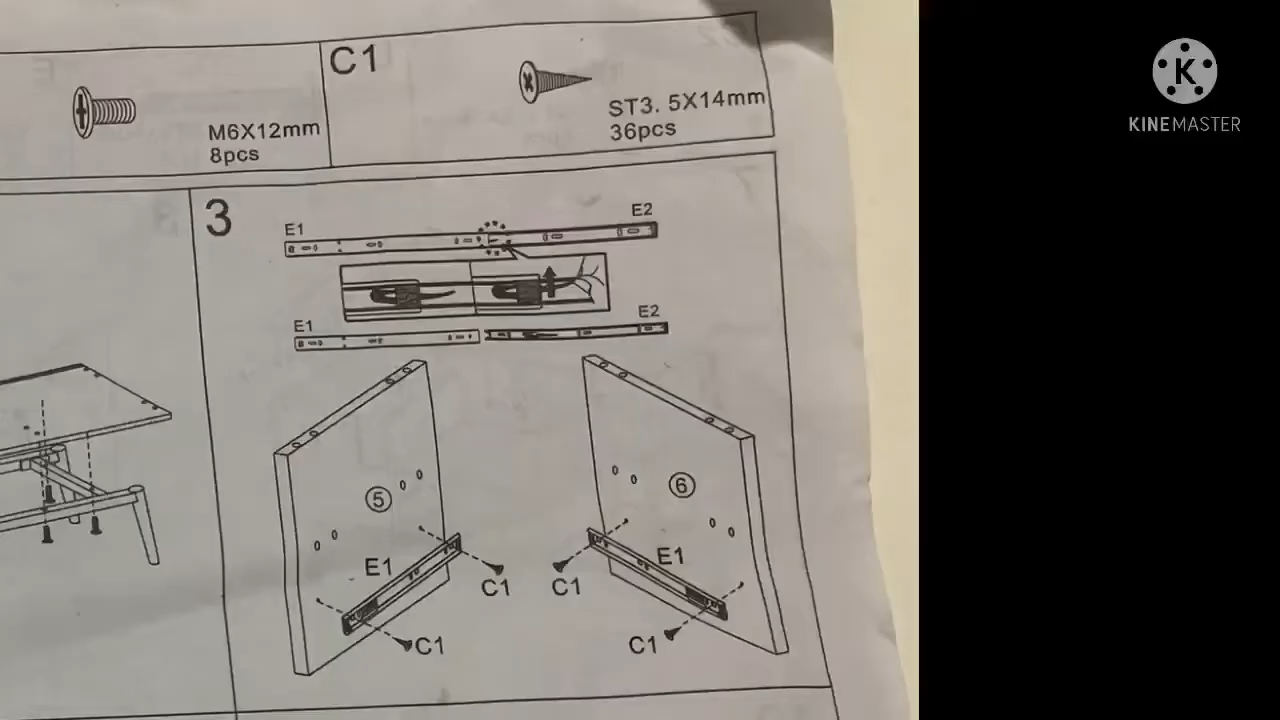 C1
M6X12mm
8pcs
ST3. 5X14mm
36pcs
KINEMASTER
3
E1
E2
E1
E2
5
6
E1
E1
C1
C1
C1
C1